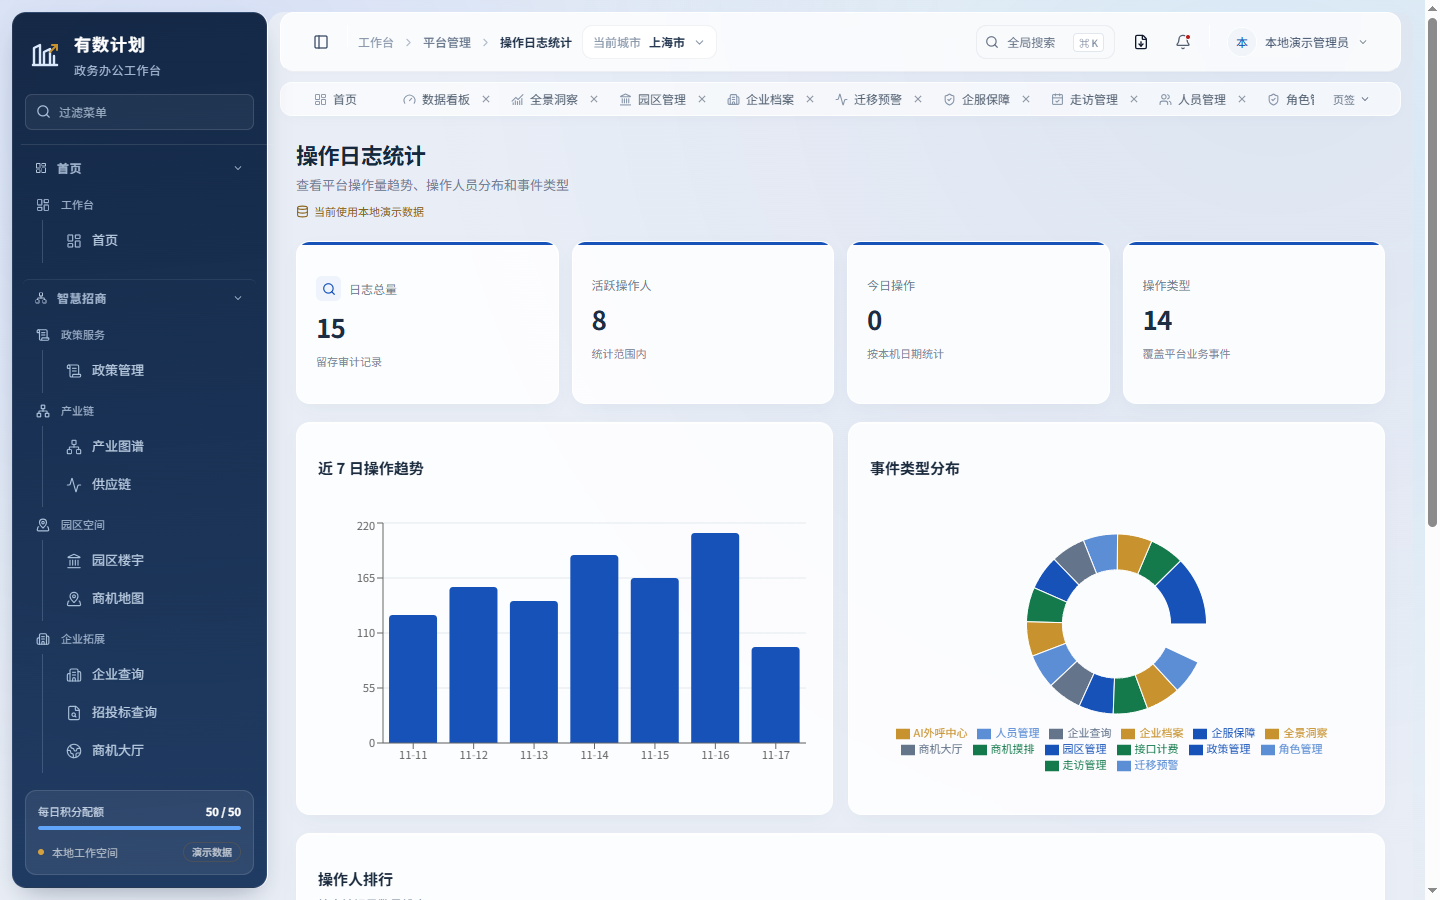 有数计划
政务办公工作台
过滤菜单
首页
工作台
首页
智慧招商
政策服务
政策管理
产业链
产业图谱
供应链
园区空间
园区楼宇
商机地图
企业拓展
企业查询
招投标查询
商机大厅
每日积分配额 50 / 50
本地工作空间 演示数据
工作台 平台管理 操作日志统计 当前城市 上海市 全局搜索 ⌘K 本 本地演示管理员
首页 数据看板 全景洞察 园区管理 企业档案 迁移预警 企服保障 走访管理 人员管理 角色 页签
操作日志统计
查看平台操作量趋势、操作人员分布和事件类型
当前使用本地演示数据
日志总量
15
留存审计记录
活跃操作人
8
统计范围内
今日操作
0
按本机日期统计
操作类型
14
覆盖平台业务事件
近 7 日操作趋势
220
165
110
55
0
11-11 11-12 11-13 11-14 11-15 11-16 11-17
事件类型分布
AI外呼中心 人员管理 企业查询 企业档案 企服保障 全景洞察
商机大厅 商机摸排 园区管理 接口计费 政策管理 角色管理
走访管理 迁移预警
操作人排行